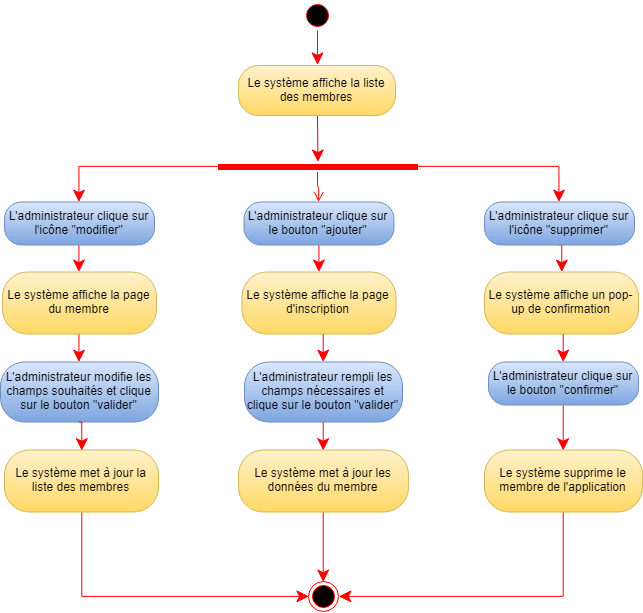 Le système affiche la liste
des membres
L'administrateur clique sur
l'icône "modifier"
L'administrateur clique sur
le bouton "ajouter"
L'administrateur clique sur
l'icône "supprimer"
Le système affiche la page
du membre
Le système affiche la page
d'inscription
Le système affiche un pop-
up de confirmation
L'administrateur modifie les
champs souhaités et clique
sur le bouton "valider"
L'administrateur rempli les
champs nécessaires et
clique sur le bouton "valider"
L'administrateur clique sur
le bouton "confirmer"
Le système met à jour la
liste des membres
Le système met à jour les
données du membre
Le système supprime le
membre de l'application